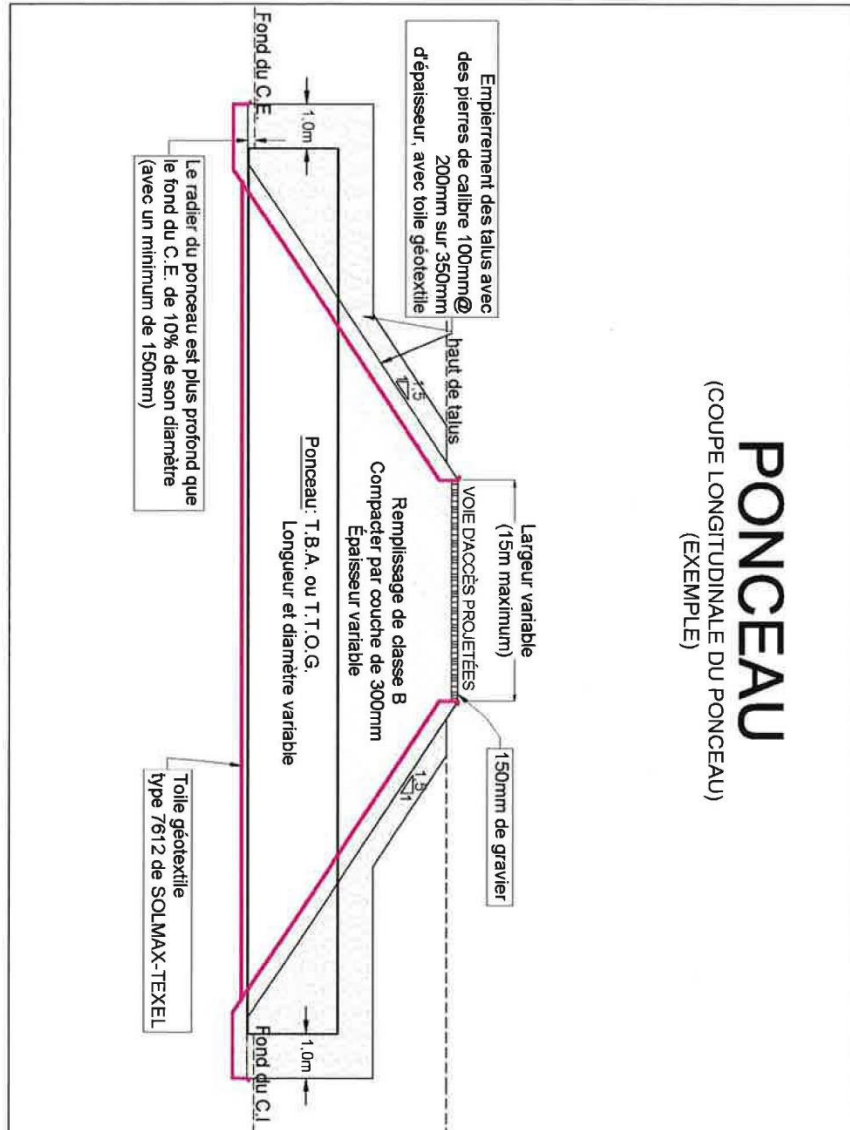 PONCEAU
(COUPE LONGITUDINALE DU PONCEAU)
(EXEMPLE)
Empierrement des talus avec
des pierres de calibre 100mm@
200mm sur 350mm
d'épaisseur, avec toile géotextile
haut de talus
Largeur variable
(15m maximum)
150mm de gravier
VOIE D'ACCÈS PROJETÉES
1,5
1
1,5
1
Remplissage de classe B
Compacter par couche de 300mm
Épaisseur variable
1,0m
1,0m
Ponceau: T.B.A. ou T.T.O.G.
Longueur et diamètre variable
Fond du C.E.
Fond du C.I
Le radier du ponceau est plus profond que
le fond du C.E. de 10% de son diamètre
(avec un minimum de 150mm)
Toile géotextile
type 7612 de SOLMAX-TEXEL